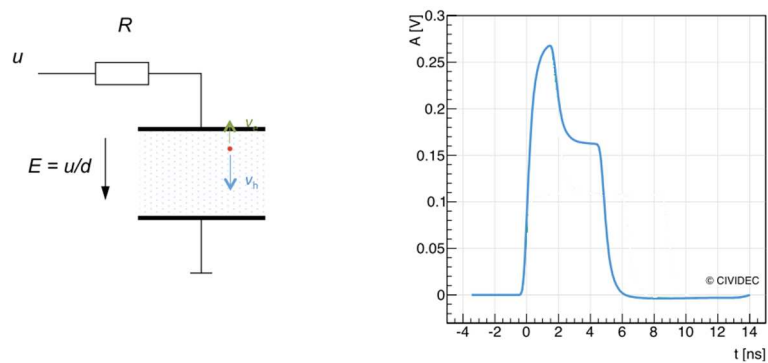 R
u
vₑ
E = u/d
vₕ
A [V]
0.3
0.25
0.2
0.15
0.1
0.05
0
© CIVIDEC
-4 -2 0 2 4 6 8 10 12 14
t [ns]